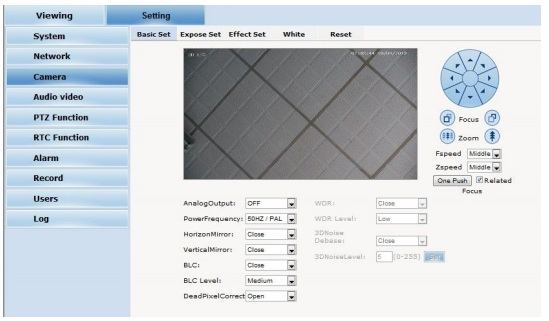 Viewing Setting
System
Network
Camera
Audio video
PTZ Function
RTC Function
Alarm
Record
Users
Log
Basic Set Expose Set Effect Set White Reset
Focus
Zoom
Fspeed Middle
Zspeed Middle
One Push Related
Focus
AnalogOutput: OFF
PowerFrequency: 50HZ / PAL
HorizonMirror: Close
VerticalMirror: Close
BLC: Close
BLC Level: Medium
DeadPixelCorrect Open
WDR: Close
WDR Level: Low
3DNoise
Debase: Close
3DNoiseLevel: 5 (0-255)